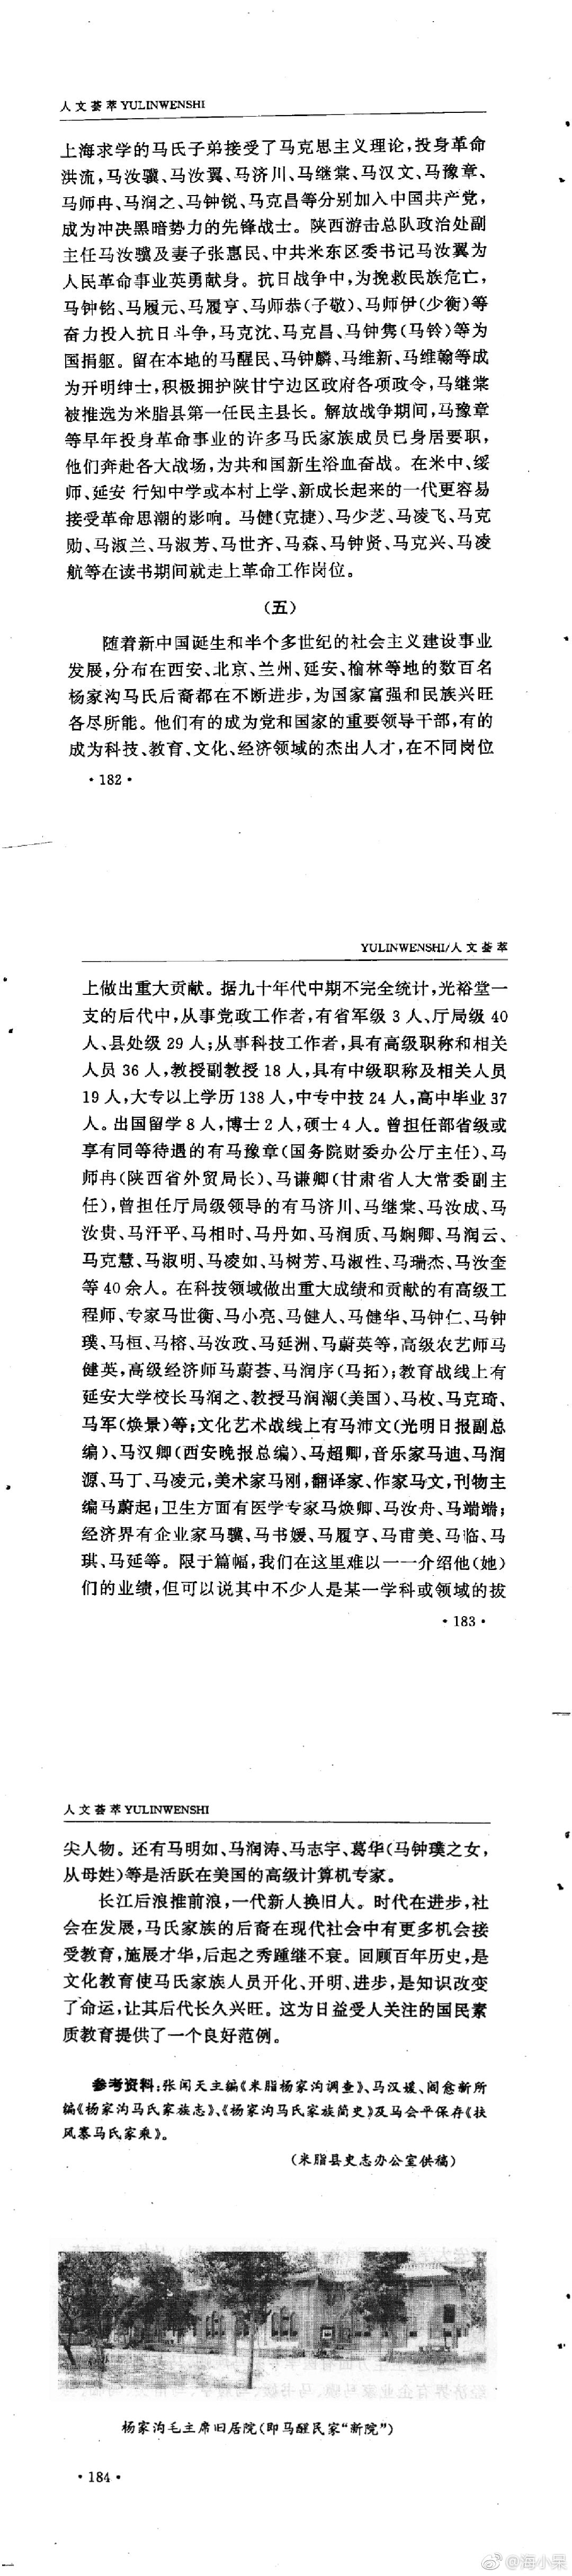 人文荟萃YULINWENSHI
上海求学的马氏子弟接受了马克思主义理论,投身革命
洪流,马汝骥、马汝翼、马济川、马继棠、马汉文、马豫章、
马师冉、马润之、马钟锐、马克昌等分别加入中国共产党,
成为冲决黑暗势力的先锋战士。陕西游击总队政治处副
主任马汝骥及妻子张惠民、中共米东区委书记马汝翼为
人民革命事业英勇献身。抗日战争中,为挽救民族危亡,
马钟铭、马履元、马履亨、马师恭(子敬)、马师伊(少衡)等
奋力投入抗日斗争,马克沈、马克昌、马钟隽(马铃)等为
国捐躯。留在本地的马醒民、马钟麟、马维新、马维翰等成
为开明绅士,积极拥护陕甘宁边区政府各项政令,马继棠
被推选为米脂县第一任民主县长。解放战争期间,马豫章
等早年投身革命事业的许多马氏家族成员已身居要职,
他们奔赴各大战场,为共和国新生浴血奋战。在米中、绥
师、延安 行知中学或本村上学、新成长起来的一代更容易
接受革命思潮的影响。马健(克捷)、马少芝、马凌飞、马克
勋、马淑兰、马淑芳、马世齐、马森、马钟贤、马克兴、马凌
航等在读书期间就走上革命工作岗位。
(五)
随着新中国诞生和半个多世纪的社会主义建设事业
发展,分布在西安、北京、兰州、延安、榆林等地的数百名
杨家沟马氏后裔都在不断进步,为国家富强和民族兴旺
各尽所能。他们有的成为党和国家的重要领导干部,有的
成为科技、教育、文化、经济领域的杰出人才,在不同岗位
·182·
YULINWENSHI/人文荟萃
上做出重大贡献。据九十年代中期不完全统计,光裕堂一
支的后代中,从事党政工作者,有省军级 3 人、厅局级 40
人、县处级 29 人;从事科技工作者,具有高级职称和相关
人员 36 人,教授副教授 18 人,具有中级职称及相关人员
19 人,大专以上学历 138 人,中专中技 24 人,高中毕业 37
人。出国留学 8 人,博士 2 人,硕士 4 人。曾担任部省级或
享有同等待遇的有马豫章(国务院财委办公厅主任)、马
师冉(陕西省外贸局长)、马谦卿(甘肃省人大常委副主
任),曾担任厅局级领导的有马济川、马继棠、马汝成、马
汝贵、马汗平、马相时、马丹如、马润质、马娴卿、马润云、
马克慧、马淑明、马凌如、马树芳、马淑性、马瑞杰、马汝奎
等 40 余人。在科技领域做出重大成绩和贡献的有高级工
程师、专家马世衡、马小亮、马健人、马健华、马钟仁、马钟
璞、马桓、马榕、马汝政、马延洲、马蔚英等,高级农艺师马
健英,高级经济师马蔚荟、马润序(马拓);教育战线上有
延安大学校长马润之、教授马润潮(美国)、马枚、马克琦、
马军(焕景)等;文化艺术战线上有马沛文(光明日报副总
编)、马汉卿(西安晚报总编)、马超卿,音乐家马迪、马润
源、马丁、马凌元,美术家马刚,翻译家、作家马文,刊物主
编马蔚起;卫生方面有医学专家马焕卿、马汝舟、马端端;
经济界有企业家马骥、马书媛、马履亨、马甫美、马临、马
琪、马延等。限于篇幅,我们在这里难以一一介绍他(她)
们的业绩,但可以说其中不少人是某一学科或领域的拔
·183·
人文荟萃YULINWENSHI
尖人物。还有马明如、马润涛、马志宇、葛华(马钟璞之女,
从母姓)等是活跃在美国的高级计算机专家。
长江后浪推前浪,一代新人换旧人。时代在进步,社
会在发展,马氏家族的后裔在现代社会中有更多机会接
受教育,施展才华,后起之秀踵继不衰。回顾百年历史,是
文化教育使马氏家族人员开化、开明、进步,是知识改变
了命运,让其后代长久兴旺。这为日益受人关注的国民素
质教育提供了一个良好范例。
参考资料:张闻天主编《米脂杨家沟调查》、马汉媛、阎愈新所
编《杨家沟马氏家族志》、《杨家沟马氏家族简史》及马会平保存《扶
风寨马氏家乘》。
(米脂县史志办公室供稿)
杨家沟毛主席旧居院(即马醒民家“新院”)
·184·
@海小呆